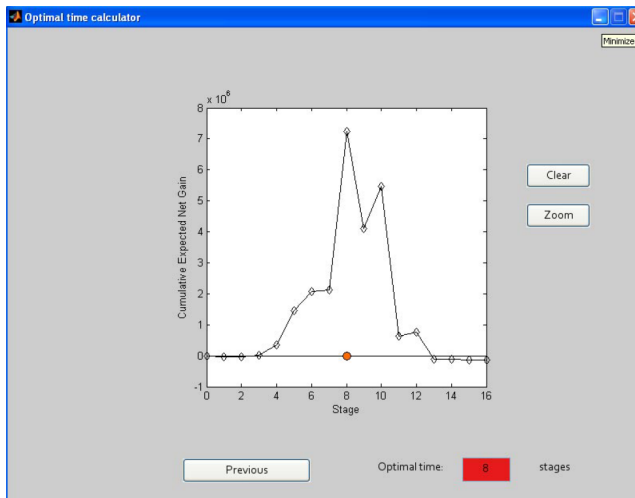 Optimal time calculator
Minimize
x 10^6
8
7
6
5
4
3
2
1
0
-1
Cumulative Expected Net Gain
0 2 4 6 8 10 12 14 16
Stage
Clear
Zoom
Previous
Optimal time: 8 stages